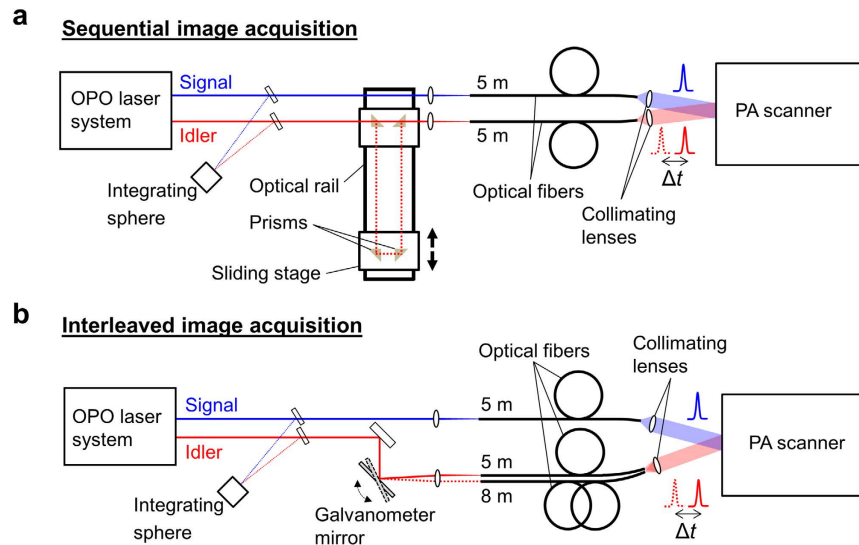 a
Sequential image acquisition
OPO laser
system
Signal
Idler
Integrating
sphere
Optical rail
Prisms
Sliding stage
5 m
5 m
Optical fibers
Collimating
lenses
Δt
PA scanner
b
Interleaved image acquisition
OPO laser
system
Signal
Idler
Integrating
sphere
Galvanometer
mirror
Optical fibers
5 m
5 m
8 m
Collimating
lenses
Δt
PA scanner